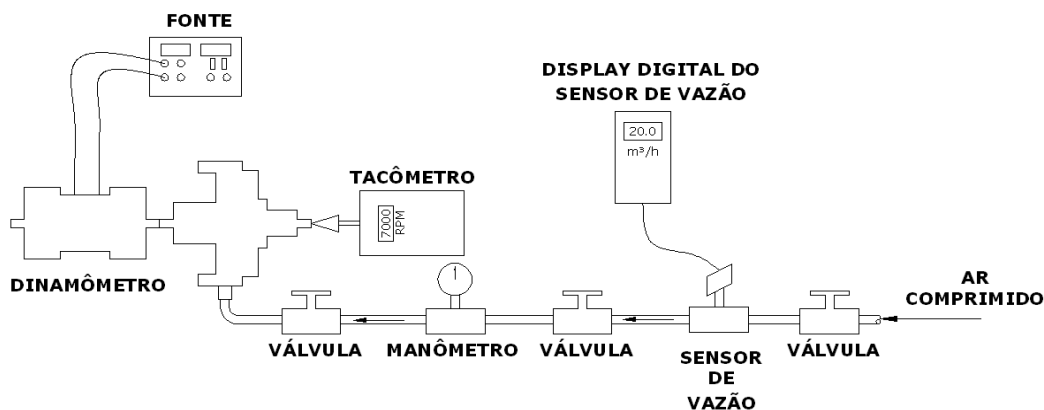 FONTE
DISPLAY DIGITAL DO
SENSOR DE VAZÃO
20.0
m³/h
TACÔMETRO
7000
RPM
DINAMÔMETRO
AR
COMPRIMIDO
VÁLVULA
MANÔMETRO
VÁLVULA
SENSOR
DE
VAZÃO
VÁLVULA